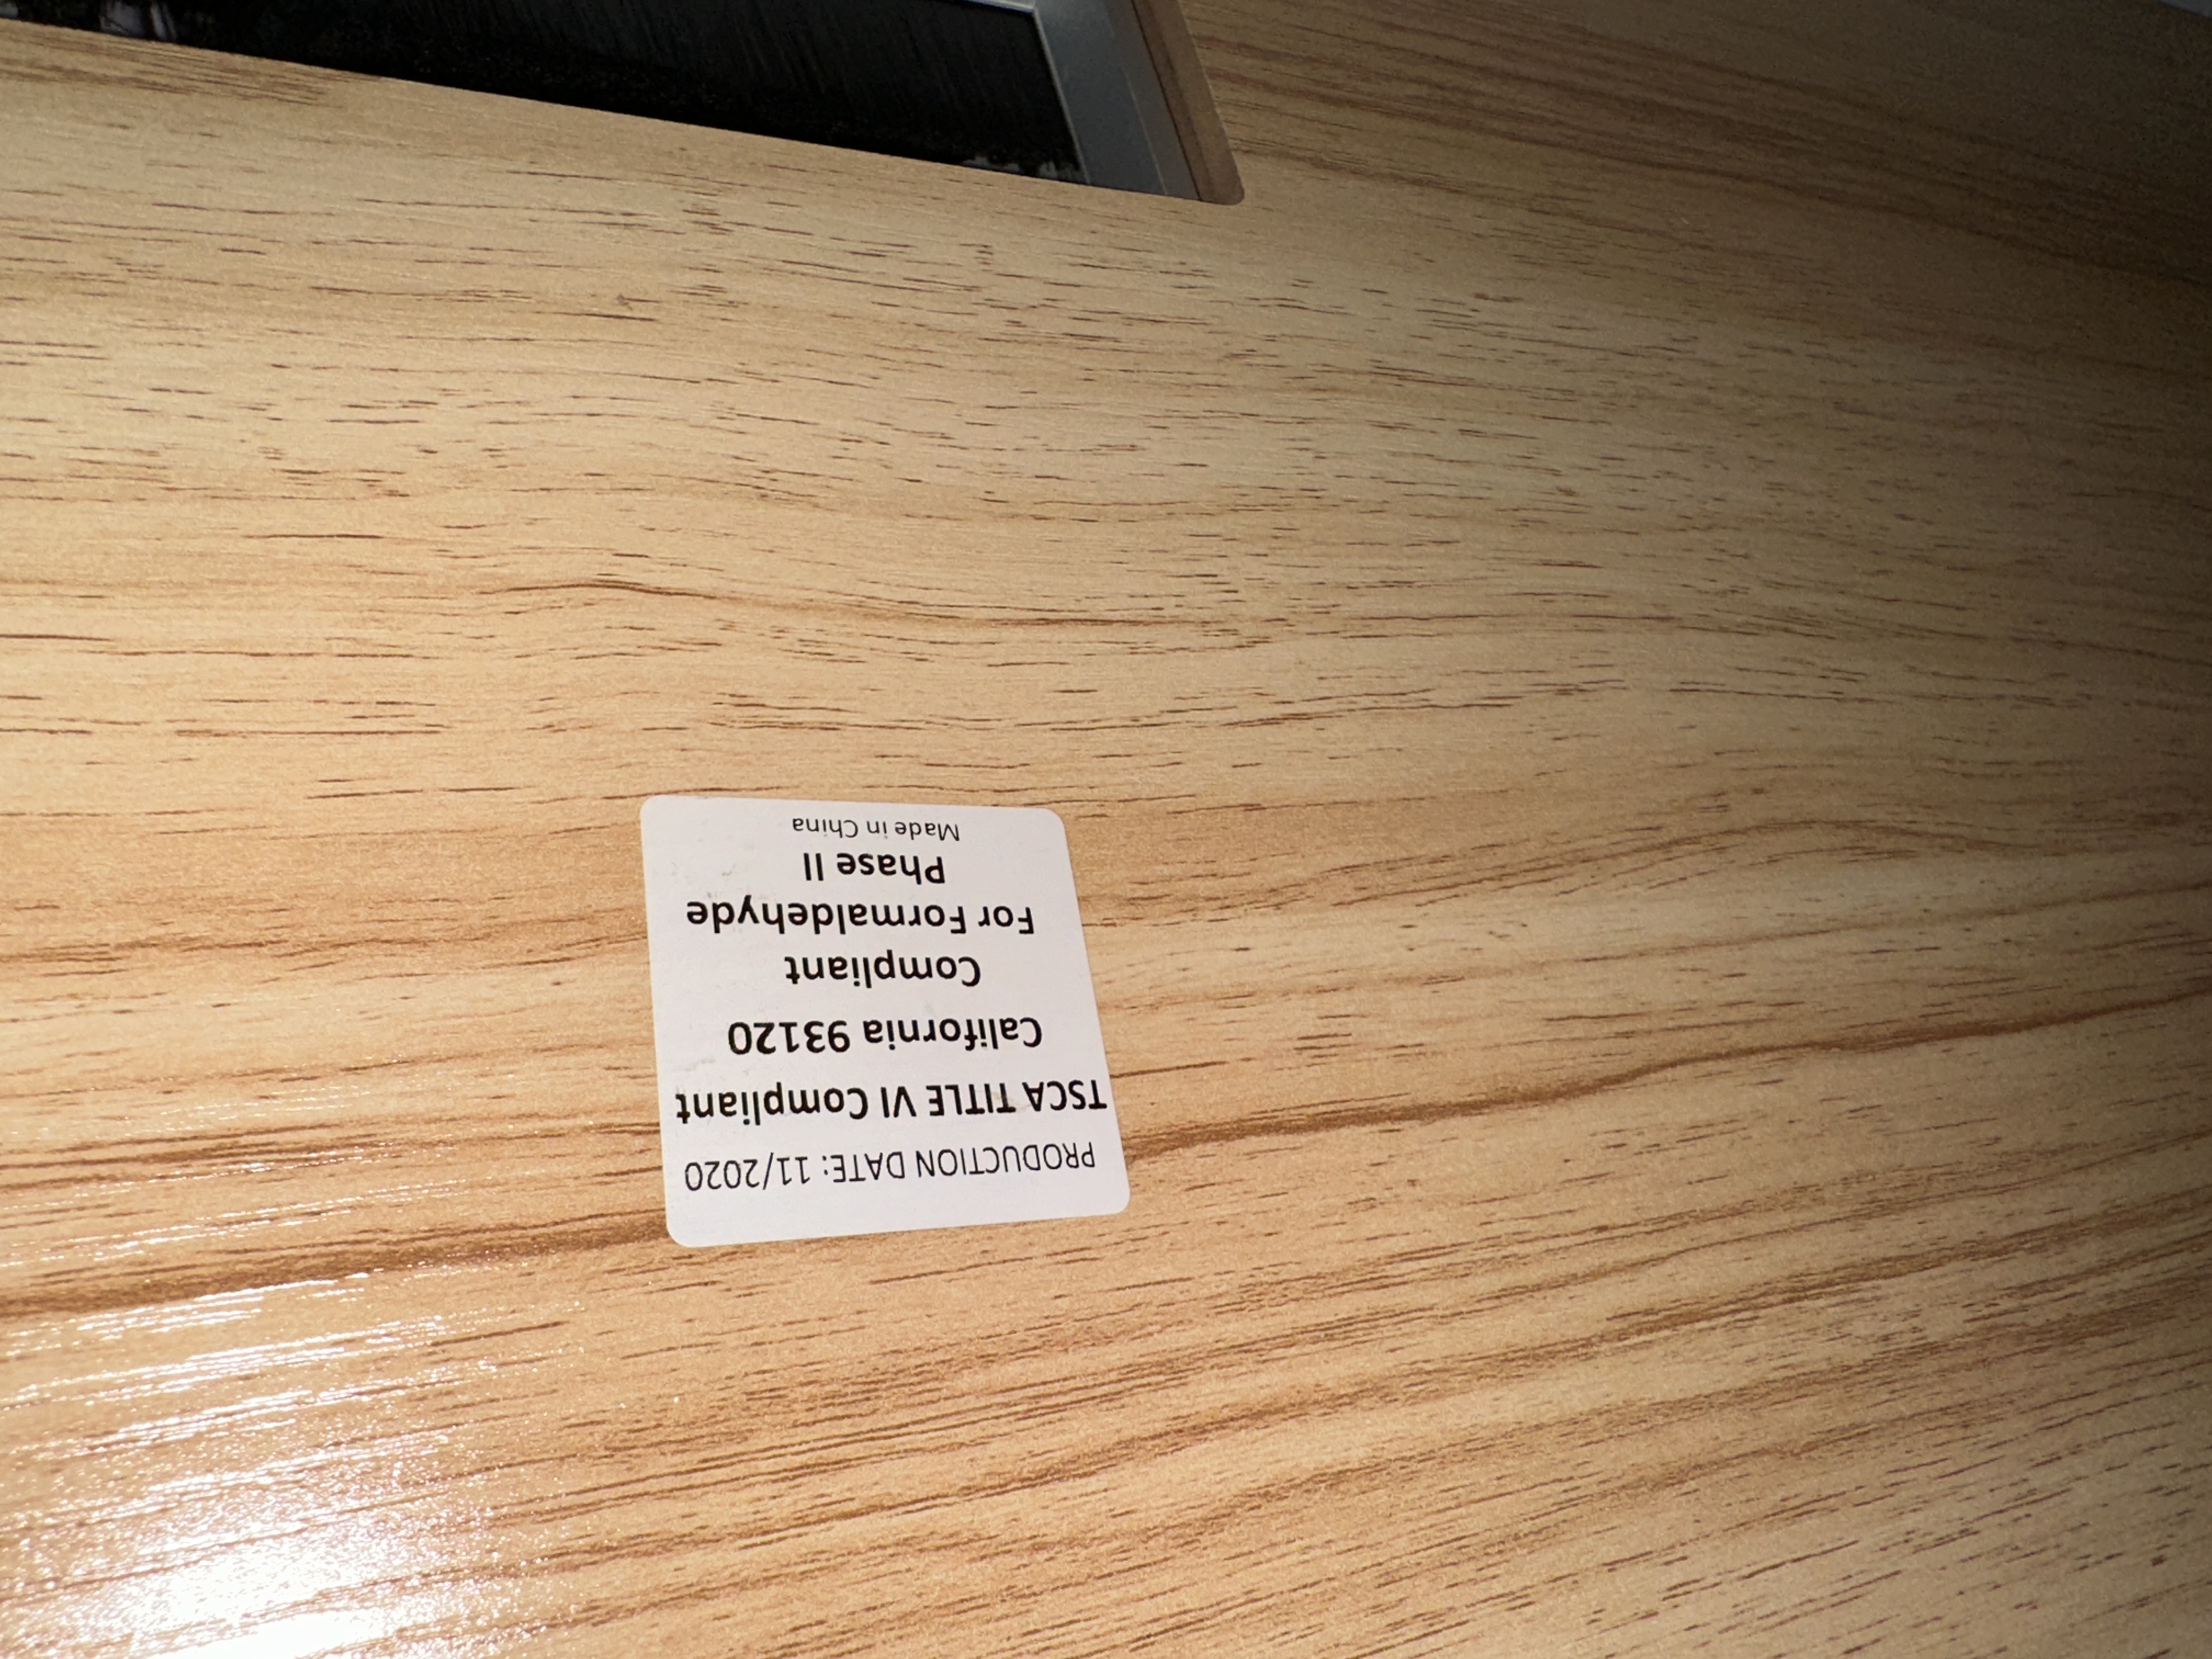 PRODUCTION DATE: 11/2020
TSCA TITLE VI Compliant
California 93120
Compliant
For Formaldehyde
Phase II
Made in China